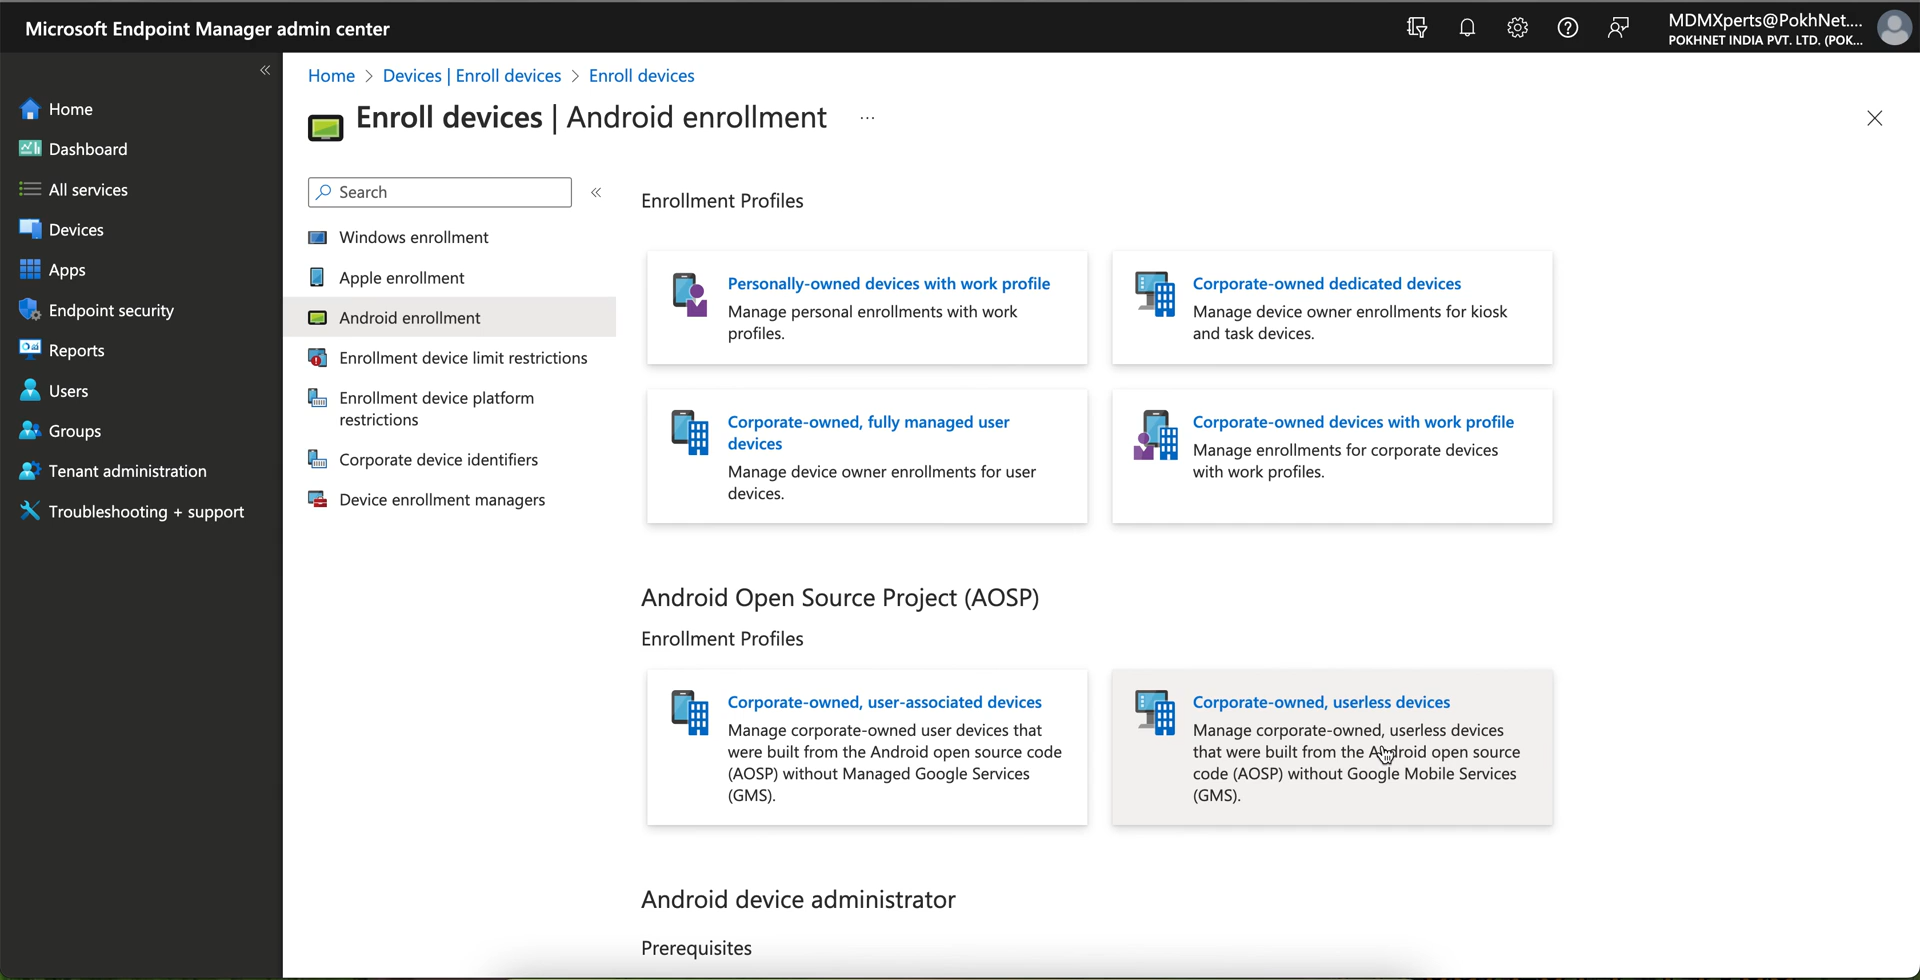 Microsoft Endpoint Manager admin center
MDMXperts@PokhNet....
POKHNET INDIA PVT. LTD. (POK...
Home
Dashboard
All services
Devices
Apps
Endpoint security
Reports
Users
Groups
Tenant administration
Troubleshooting + support
Home > Devices | Enroll devices > Enroll devices
Enroll devices | Android enrollment ...
Search
Windows enrollment
Apple enrollment
Android enrollment
Enrollment device limit restrictions
Enrollment device platform
restrictions
Corporate device identifiers
Device enrollment managers
Enrollment Profiles
Personally-owned devices with work profile
Manage personal enrollments with work
profiles.
Corporate-owned dedicated devices
Manage device owner enrollments for kiosk
and task devices.
Corporate-owned, fully managed user
devices
Manage device owner enrollments for user
devices.
Corporate-owned devices with work profile
Manage enrollments for corporate devices
with work profiles.
Android Open Source Project (AOSP)
Enrollment Profiles
Corporate-owned, user-associated devices
Manage corporate-owned user devices that
were built from the Android open source code
(AOSP) without Managed Google Services
(GMS).
Corporate-owned, userless devices
Manage corporate-owned, userless devices
that were built from the Android open source
code (AOSP) without Google Mobile Services
(GMS).
Android device administrator
Prerequisites